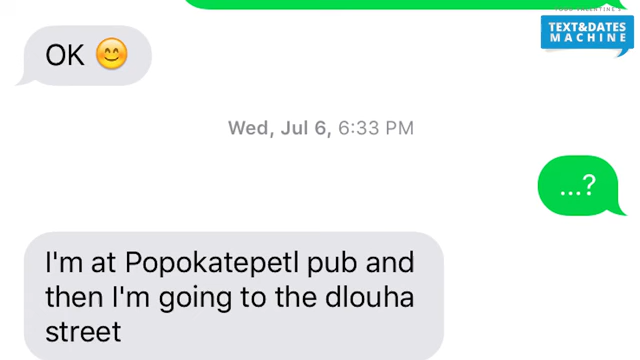 TEXT&DATES
MACHINE
OK 😊
Wed, Jul 6, 6:33 PM
...?
I'm at Popokatepetl pub and
then I'm going to the dlouha
street